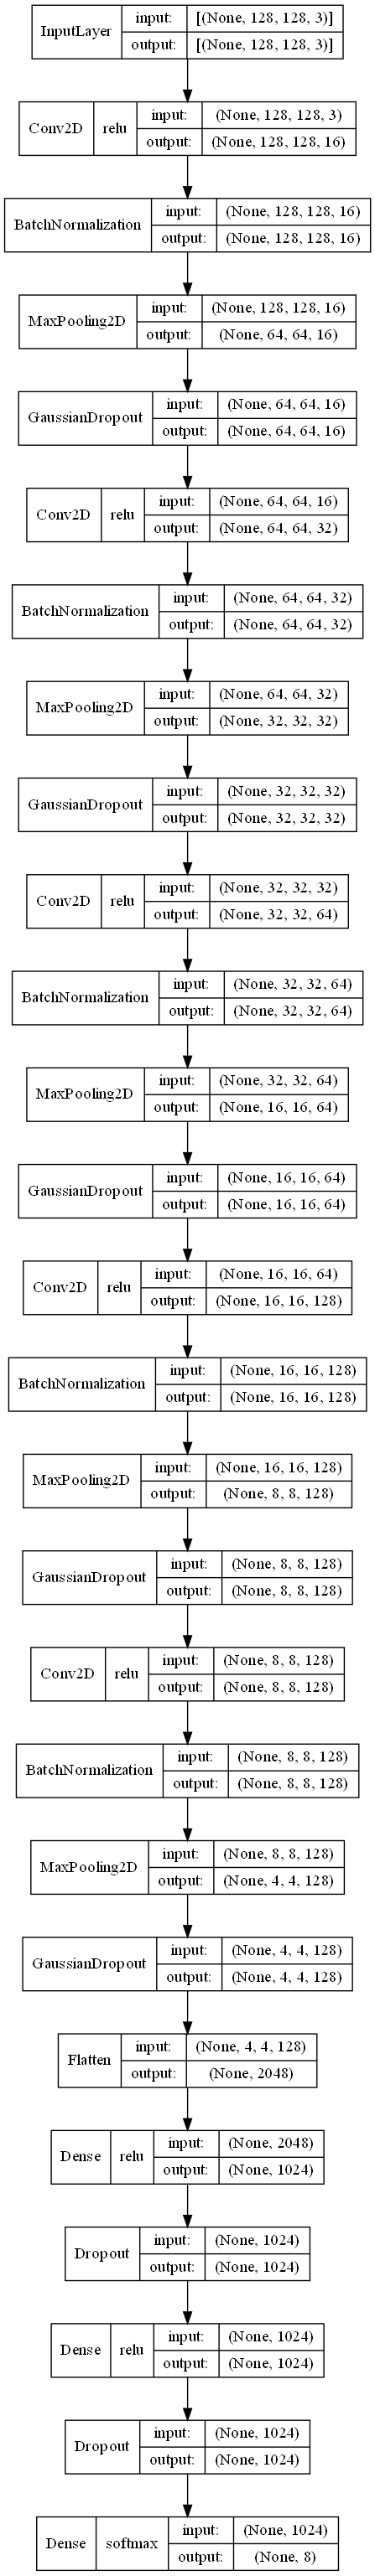 InputLayer input: [(None, 128, 128, 3)]
output: [(None, 128, 128, 3)]
Conv2D relu input: (None, 128, 128, 3)
output: (None, 128, 128, 16)
BatchNormalization input: (None, 128, 128, 16)
output: (None, 128, 128, 16)
MaxPooling2D input: (None, 128, 128, 16)
output: (None, 64, 64, 16)
GaussianDropout input: (None, 64, 64, 16)
output: (None, 64, 64, 16)
Conv2D relu input: (None, 64, 64, 16)
output: (None, 64, 64, 32)
BatchNormalization input: (None, 64, 64, 32)
output: (None, 64, 64, 32)
MaxPooling2D input: (None, 64, 64, 32)
output: (None, 32, 32, 32)
GaussianDropout input: (None, 32, 32, 32)
output: (None, 32, 32, 32)
Conv2D relu input: (None, 32, 32, 32)
output: (None, 32, 32, 64)
BatchNormalization input: (None, 32, 32, 64)
output: (None, 32, 32, 64)
MaxPooling2D input: (None, 32, 32, 64)
output: (None, 16, 16, 64)
GaussianDropout input: (None, 16, 16, 64)
output: (None, 16, 16, 64)
Conv2D relu input: (None, 16, 16, 64)
output: (None, 16, 16, 128)
BatchNormalization input: (None, 16, 16, 128)
output: (None, 16, 16, 128)
MaxPooling2D input: (None, 16, 16, 128)
output: (None, 8, 8, 128)
GaussianDropout input: (None, 8, 8, 128)
output: (None, 8, 8, 128)
Conv2D relu input: (None, 8, 8, 128)
output: (None, 8, 8, 128)
BatchNormalization input: (None, 8, 8, 128)
output: (None, 8, 8, 128)
MaxPooling2D input: (None, 8, 8, 128)
output: (None, 4, 4, 128)
GaussianDropout input: (None, 4, 4, 128)
output: (None, 4, 4, 128)
Flatten input: (None, 4, 4, 128)
output: (None, 2048)
Dense relu input: (None, 2048)
output: (None, 1024)
Dropout input: (None, 1024)
output: (None, 1024)
Dense relu input: (None, 1024)
output: (None, 1024)
Dropout input: (None, 1024)
output: (None, 1024)
Dense softmax input: (None, 1024)
output: (None, 8)